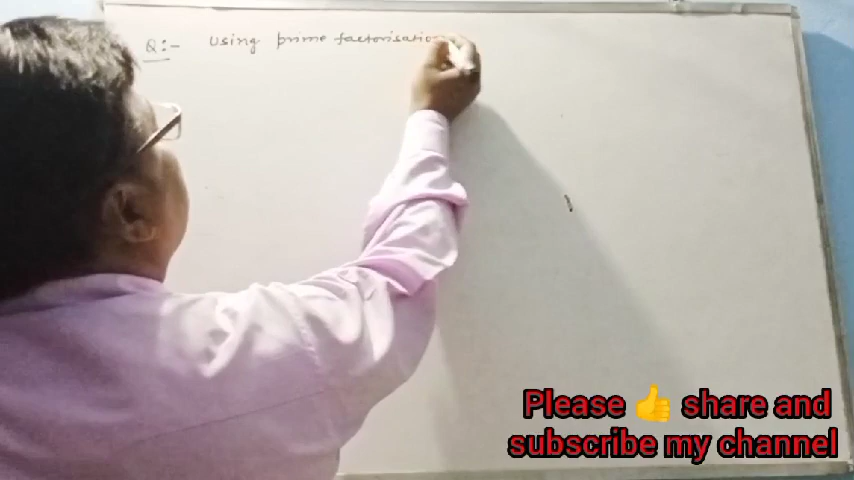 Q:- Using prime factorisation
Please 👍 share and
subscribe my channel